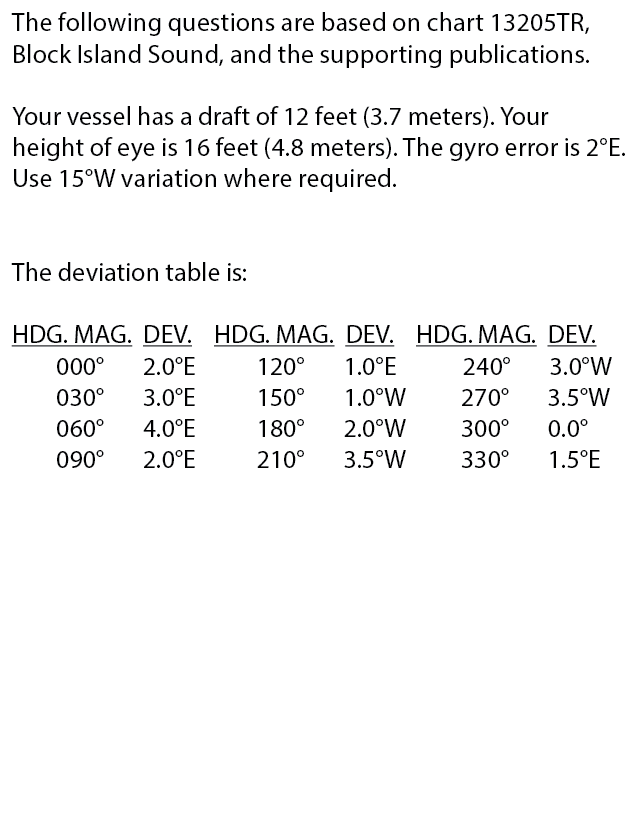 The following questions are based on chart 13205TR,
Block Island Sound, and the supporting publications.
Your vessel has a draft of 12 feet (3.7 meters). Your
height of eye is 16 feet (4.8 meters). The gyro error is 2°E.
Use 15°W variation where required.
The deviation table is:
HDG. MAG. DEV. HDG. MAG. DEV. HDG. MAG. DEV.
000° 2.0°E 120° 1.0°E 240° 3.0°W
030° 3.0°E 150° 1.0°W 270° 3.5°W
060° 4.0°E 180° 2.0°W 300° 0.0°
090° 2.0°E 210° 3.5°W 330° 1.5°E